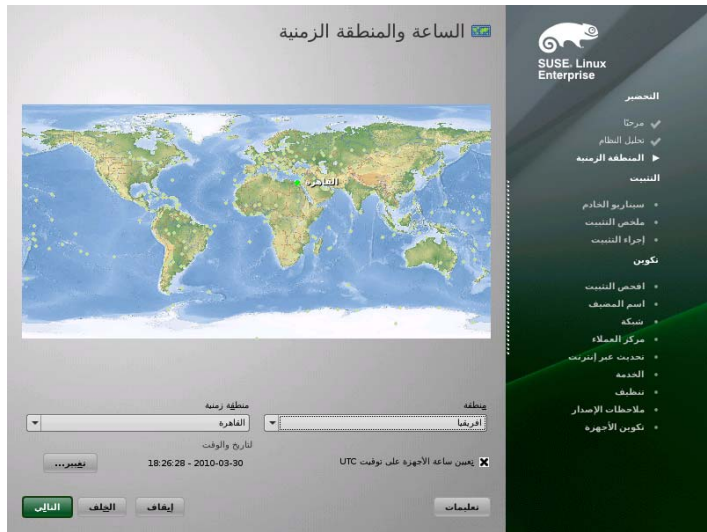 الساعة والمنطقة الزمنية
SUSE. Linux
Enterprise
التحضير
مرحبًا
تحليل النظام
المنطقة الزمنية
التثبيت
سيناريو الخادم
ملخص التثبيت
إجراء التثبيت
تكوين
افحص التثبيت
اسم المضيف
شبكة
مركز العملاء
تحديث عبر إنترنت
الخدمة
تنظيف
ملاحظات الإصدار
تكوين الأجهزة
القاهرة
منطقة
افريقيا
منطقة زمنية
القاهرة
تعيين ساعة الأجهزة على توقيت UTC
لتاريخ والوقت
18:26:28 - 2010-03-30
تغيير...
تعليمات
إيقاف
الخلف
التالي